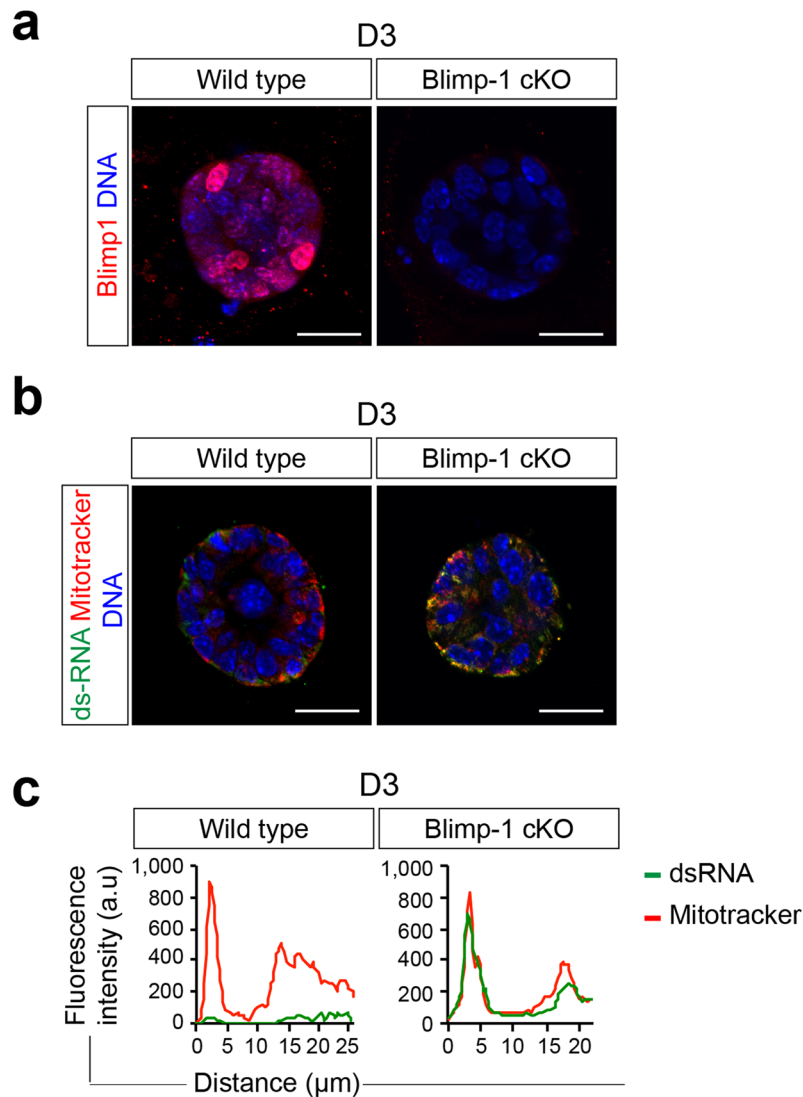 a
D3
Wild type
Blimp-1 cKO
Blimp1 DNA
b
D3
Wild type
Blimp-1 cKO
ds-RNA Mitotracker
DNA
c
D3
Wild type
Blimp-1 cKO
Fluorescence
intensity (a.u)
1,000
800
600
400
200
0
0 5 10 15 20 25
1,000
800
600
400
200
0
0 5 10 15 20
dsRNA
Mitotracker
Distance (µm)